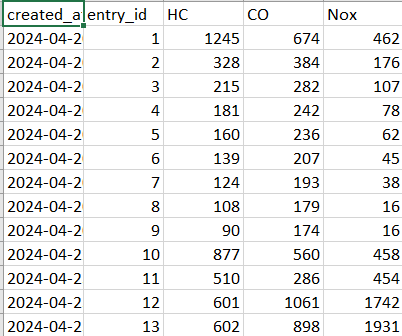 created_a entry_id HC CO Nox
2024-04-2 1 1245 674 462
2024-04-2 2 328 384 176
2024-04-2 3 215 282 107
2024-04-2 4 181 242 78
2024-04-2 5 160 236 62
2024-04-2 6 139 207 45
2024-04-2 7 124 193 38
2024-04-2 8 108 179 16
2024-04-2 9 90 174 16
2024-04-2 10 877 560 458
2024-04-2 11 510 286 454
2024-04-2 12 601 1061 1742
2024-04-2 13 602 898 1931